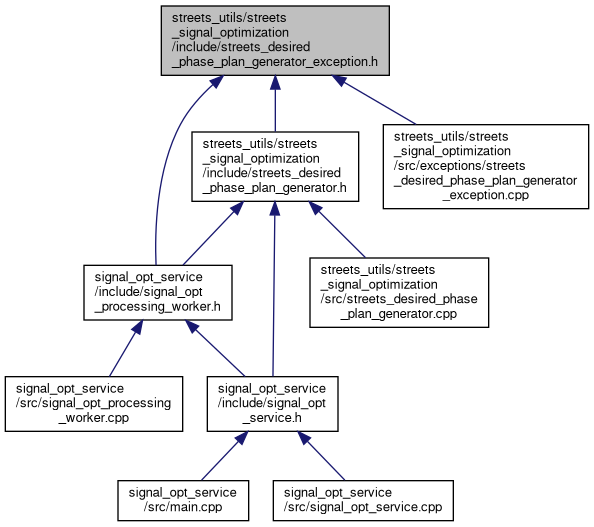 streets_utils/streets
_signal_optimization
/include/streets_desired
_phase_plan_generator_exception.h
streets_utils/streets
_signal_optimization
/include/streets_desired
_phase_plan_generator.h
streets_utils/streets
_signal_optimization
/src/exceptions/streets
_desired_phase_plan_generator
_exception.cpp
signal_opt_service
/include/signal_opt
_processing_worker.h
streets_utils/streets
_signal_optimization
/src/streets_desired_phase
_plan_generator.cpp
signal_opt_service
/src/signal_opt_processing
_worker.cpp
signal_opt_service
/include/signal_opt
_service.h
signal_opt_service
/src/main.cpp
signal_opt_service
/src/signal_opt_service.cpp